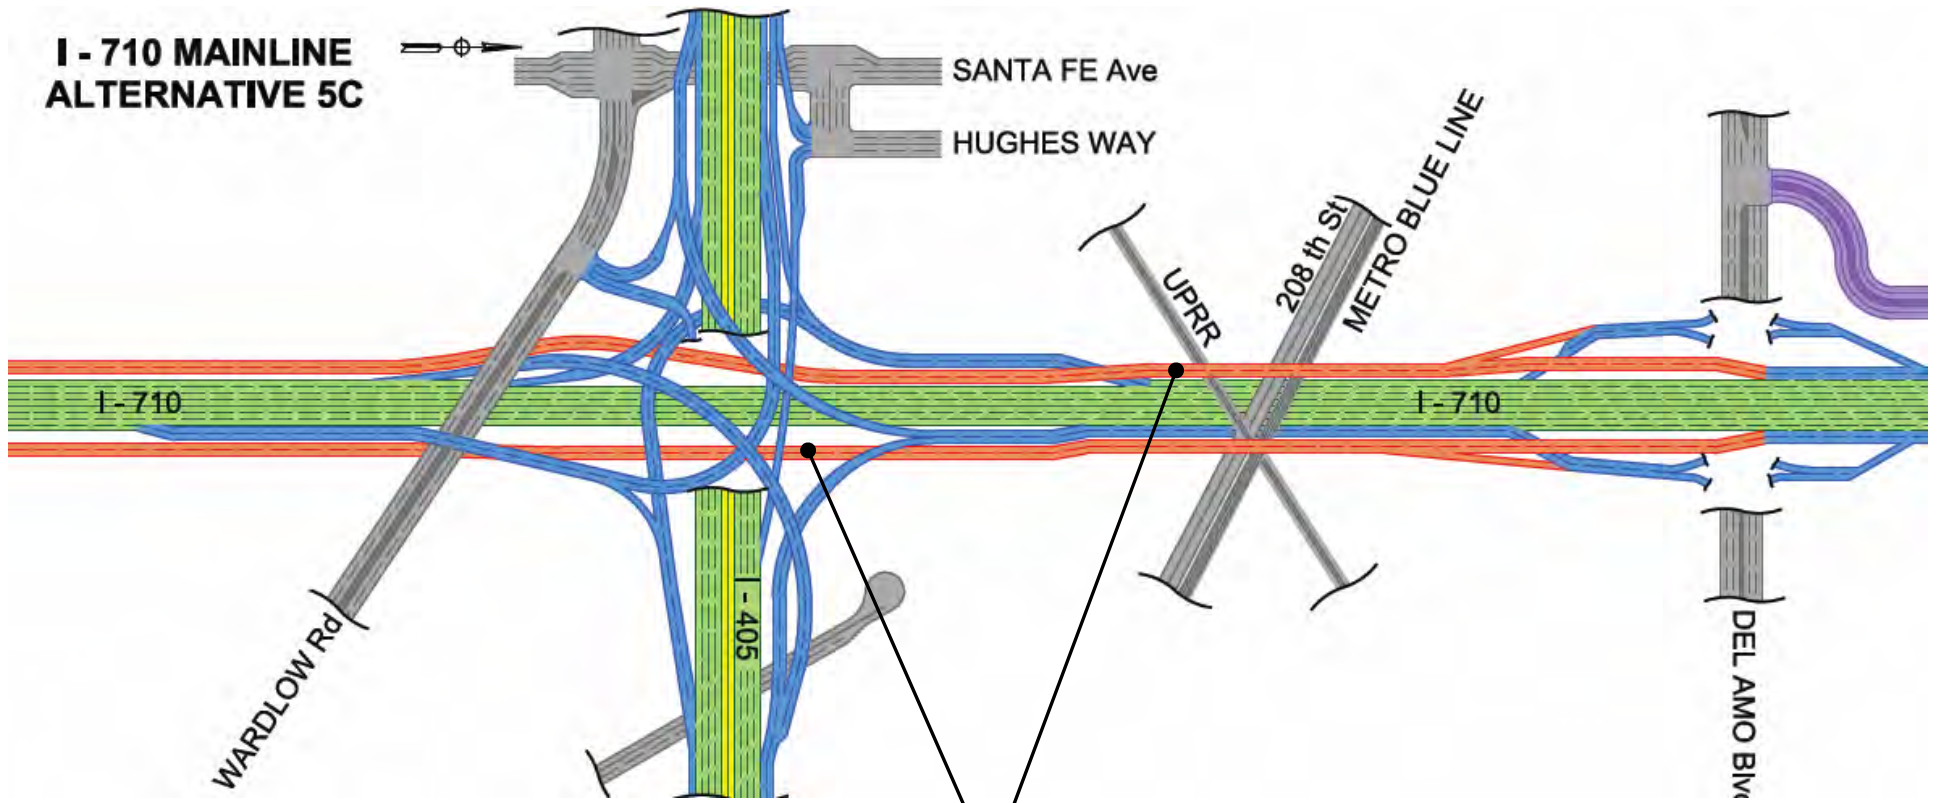 I - 710 MAINLINE
ALTERNATIVE 5C
SANTA FE Ave
HUGHES WAY
UPRR
208 th St
METRO BLUE LINE
I - 710
I - 710
I - 405
WARDLOW Rd
DEL AMO Blvd